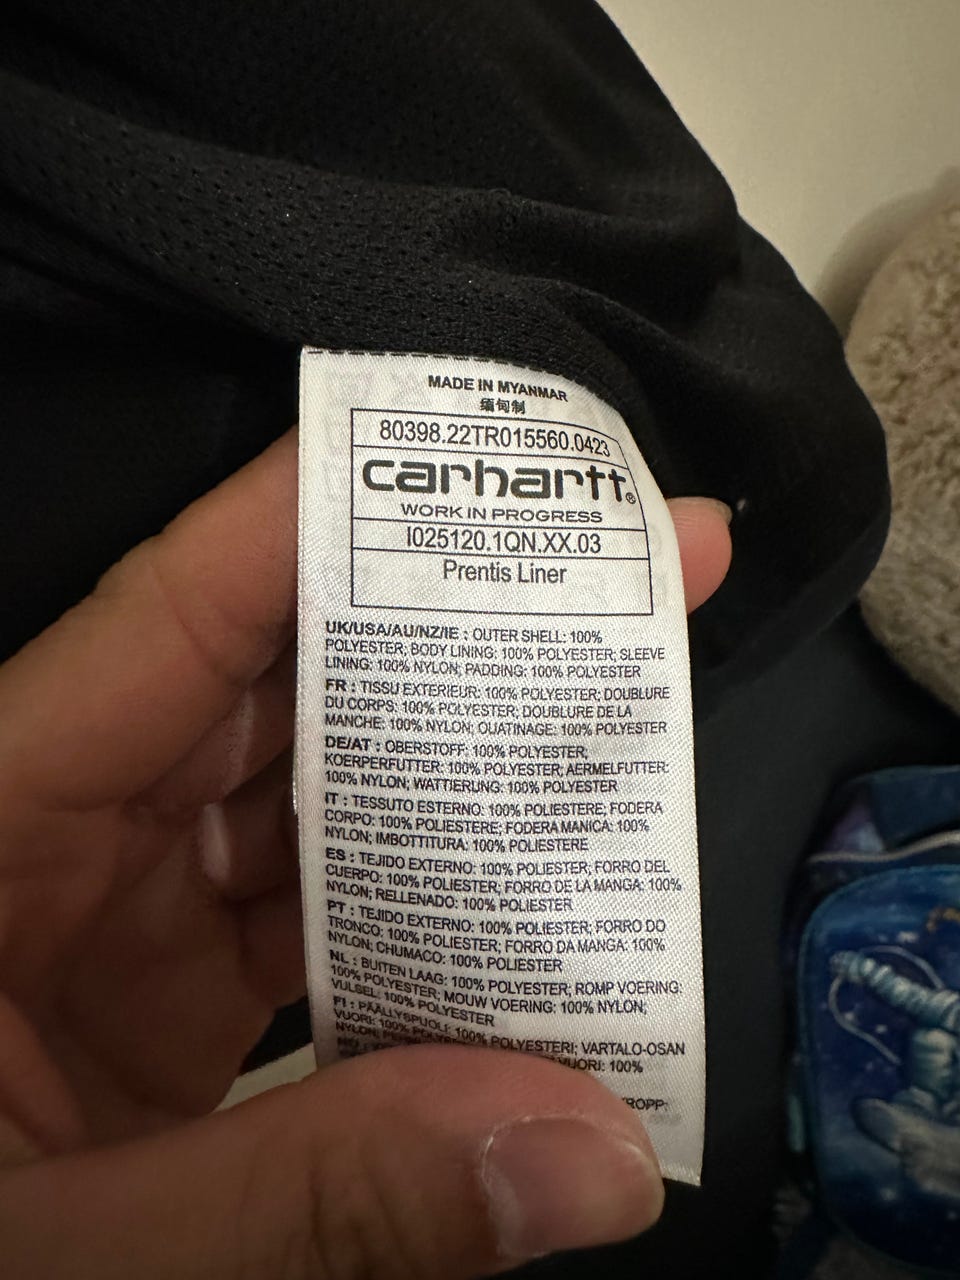 MADE IN MYANMAR
缅甸制
80398.22TR015560.0423
carhartt®
WORK IN PROGRESS
I025120.1QN.XX.03
Prentis Liner
UK/USA/AU/NZ/IE : OUTER SHELL: 100%
POLYESTER; BODY LINING: 100% POLYESTER; SLEEVE
LINING: 100% NYLON; PADDING: 100% POLYESTER
FR : TISSU EXTERIEUR: 100% POLYESTER; DOUBLURE
DU CORPS: 100% POLYESTER; DOUBLURE DE LA
MANCHE: 100% NYLON; OUATINAGE: 100% POLYESTER
DE/AT : OBERSTOFF: 100% POLYESTER;
KOERPERFUTTER: 100% POLYESTER; AERMELFUTTER:
100% NYLON; WATTIERUNG: 100% POLYESTER
IT : TESSUTO ESTERNO: 100% POLIESTERE; FODERA
CORPO: 100% POLIESTERE; FODERA MANICA: 100%
NYLON; IMBOTTITURA: 100% POLIESTERE
ES : TEJIDO EXTERNO: 100% POLIESTER; FORRO DEL
CUERPO: 100% POLIESTER; FORRO DE LA MANGA: 100%
NYLON; RELLENADO: 100% POLIESTER
PT : TEJIDO EXTERNO: 100% POLIESTER; FORRO DO
TRONCO: 100% POLIESTER; FORRO DA MANGA: 100%
NYLON; CHUMACO: 100% POLIESTER
NL : BUITEN LAAG: 100% POLYESTER; ROMP VOERING:
100% POLYESTER; MOUW VOERING: 100% NYLON;
VULSEL: 100% POLYESTER
FI : PÄÄLLYSPUOLI: 100% POLYESTERI; VARTALO-OSAN
VUORI: 100% VUORI: 100%
NYLON;
KROPP: